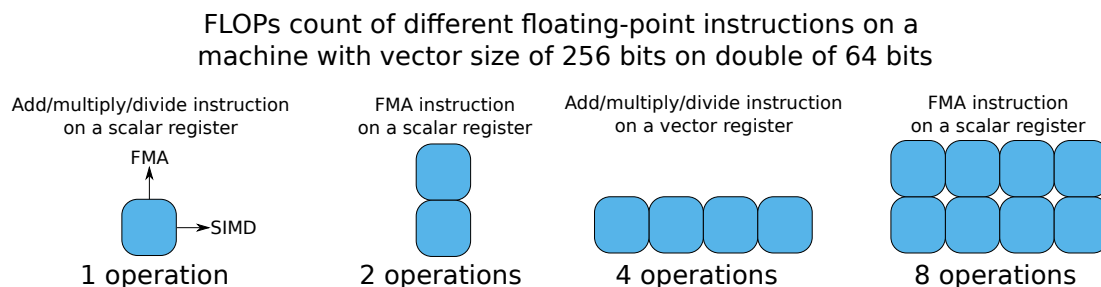 FLOPs count of different floating-point instructions on a
machine with vector size of 256 bits on double of 64 bits
Add/multiply/divide instruction
on a scalar register
FMA
SIMD
1 operation
FMA instruction
on a scalar register
2 operations
Add/multiply/divide instruction
on a vector register
4 operations
FMA instruction
on a scalar register
8 operations